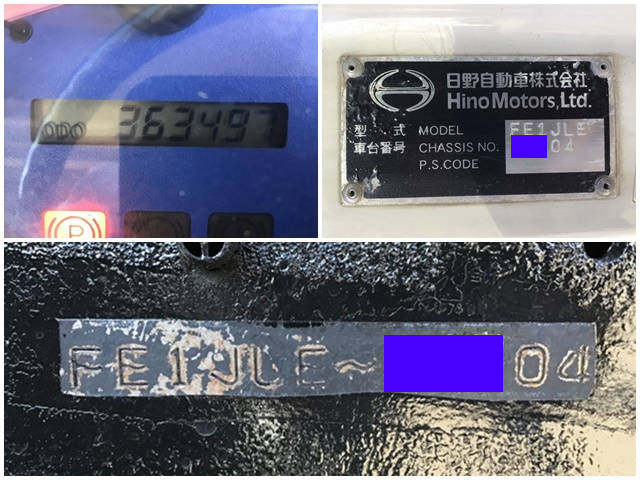 ODO 363497
P
日野自動車株式会社
Hino Motors, Ltd.
型 式 MODEL FE1JLE
車台番号 CHASSIS NO. 04
P.S.CODE
FE1JLE~ 04